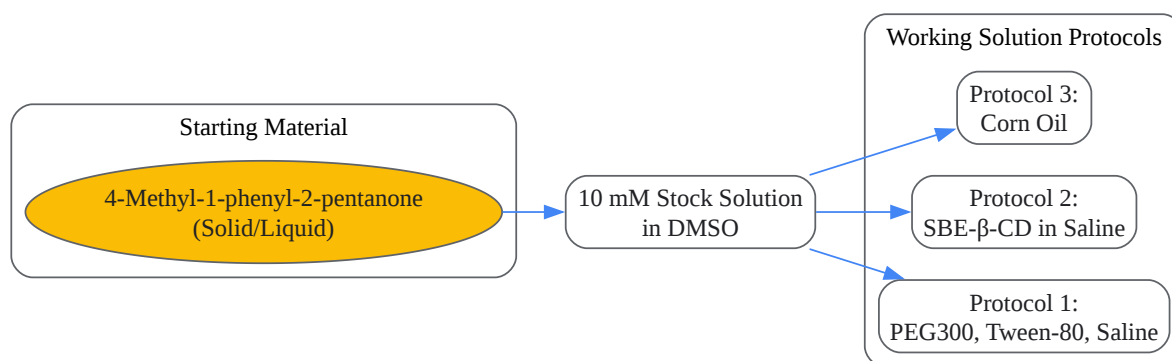 Starting Material
4-Methyl-1-phenyl-2-pentanone
(Solid/Liquid)
10 mM Stock Solution
in DMSO
Working Solution Protocols
Protocol 3:
Corn Oil
Protocol 2:
SBE-β-CD in Saline
Protocol 1:
PEG300, Tween-80, Saline